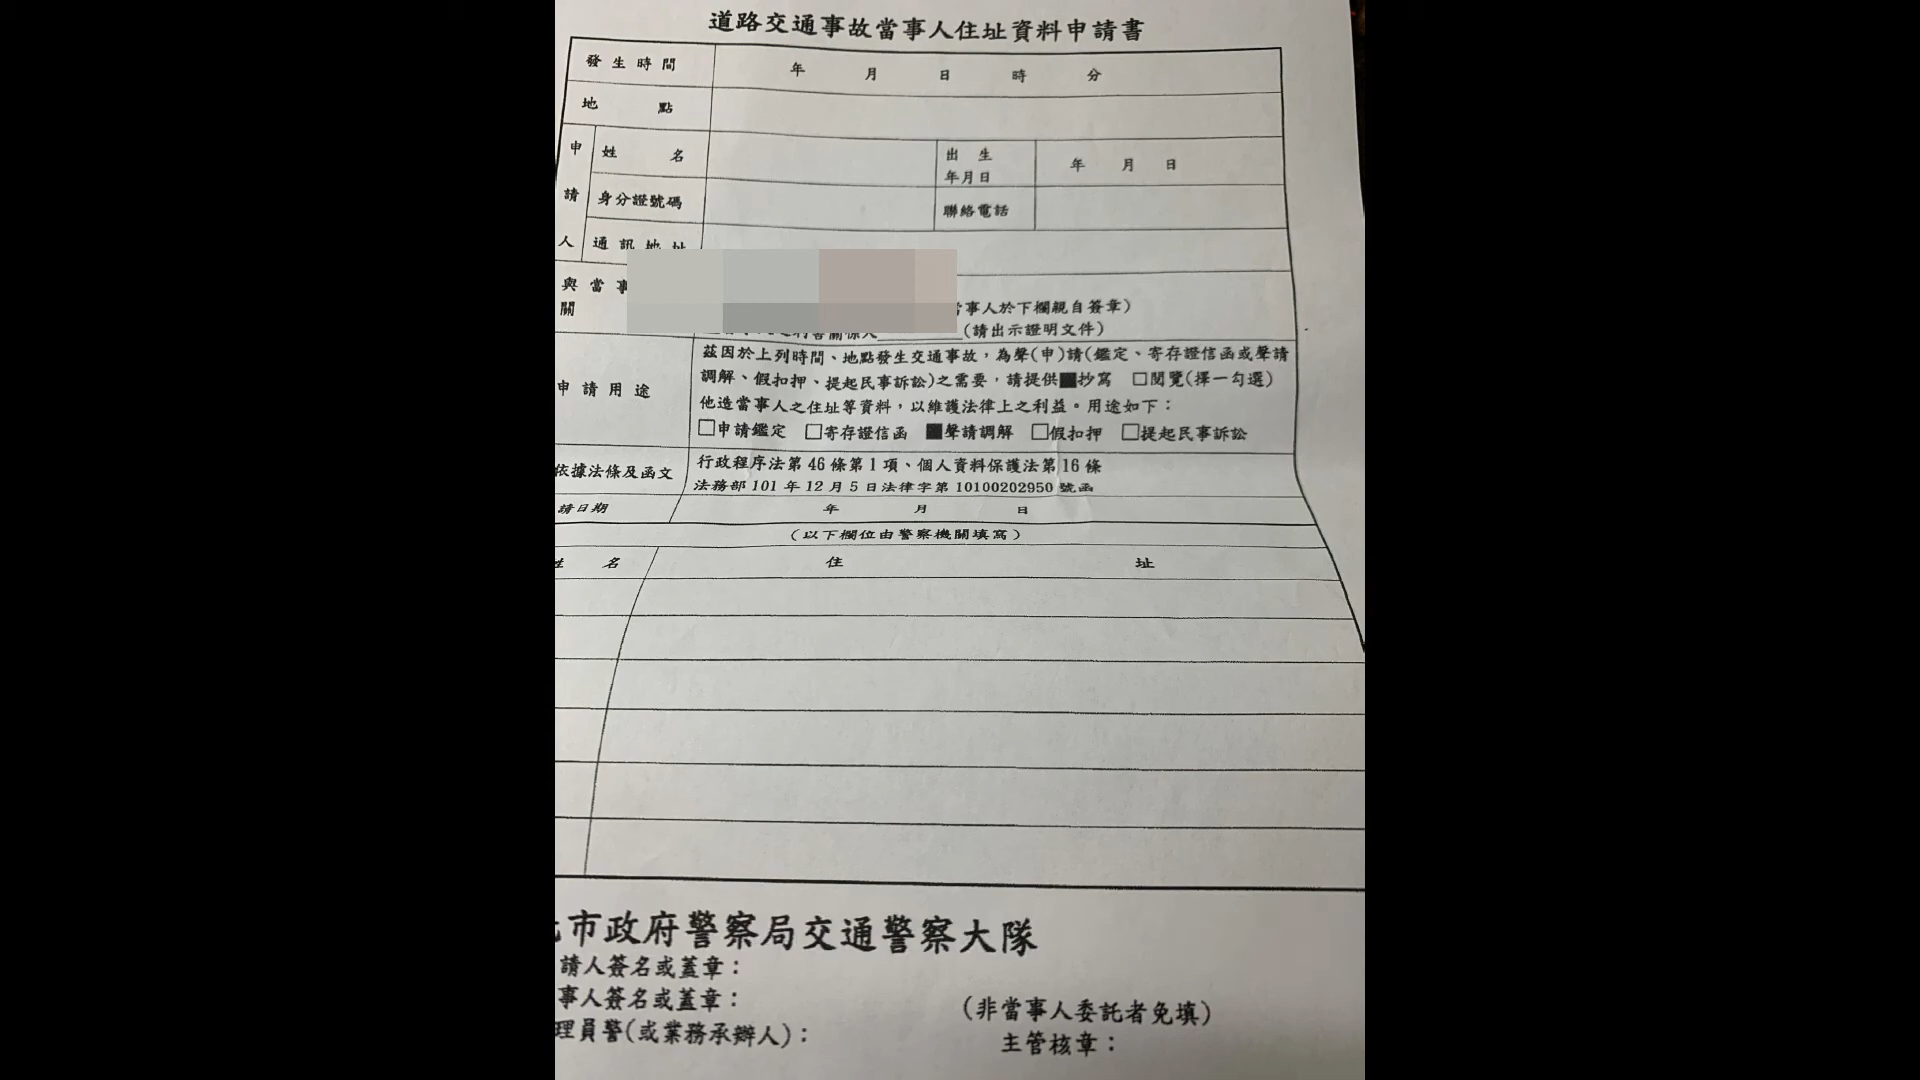 道路交通事故當事人住址資料申請書
發生時間 年 月 日 時 分
地點
申請人 姓名 出生年月日 年 月 日
身分證號碼 聯絡電話
通訊地址
與當事
關
當事人於下欄親自簽章)
利害關係人________(請出示證明文件)
申請用途
茲因於上列時間、地點發生交通事故,為聲(申)請(鑑定、寄存證信函或聲請
調解、假扣押、提起民事訴訟)之需要,請提供■抄寫 □閱覽(擇一勾選)
他造當事人之住址等資料,以維護法律上之利益。用途如下:
□申請鑑定 □寄存證信函 ■聲請調解 □假扣押 □提起民事訴訟
依據法條及函文
行政程序法第46條第1項、個人資料保護法第16條
法務部101年12月5日法律字第10100202950號函
請日期 年 月 日
(以下欄位由警察機關填寫)
姓名 住址
市政府警察局交通警察大隊
請人簽名或蓋章:
事人簽名或蓋章: (非當事人委託者免填)
理員警(或業務承辦人): 主管核章: